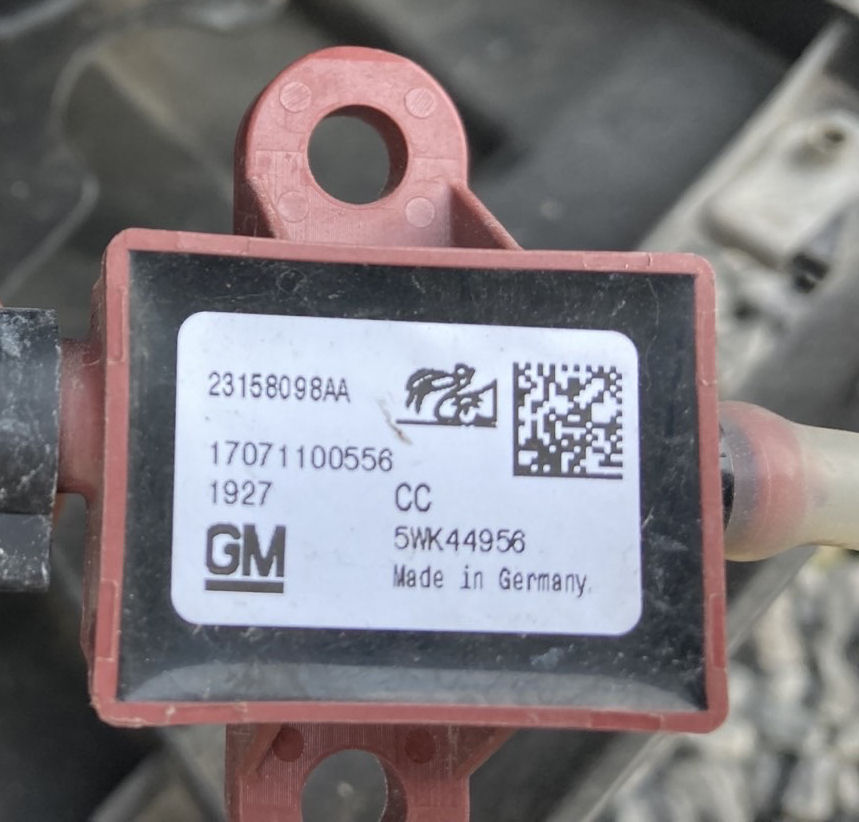 23158098AA
17071100556
1927
CC
GM
5WK44956
Made in Germany.